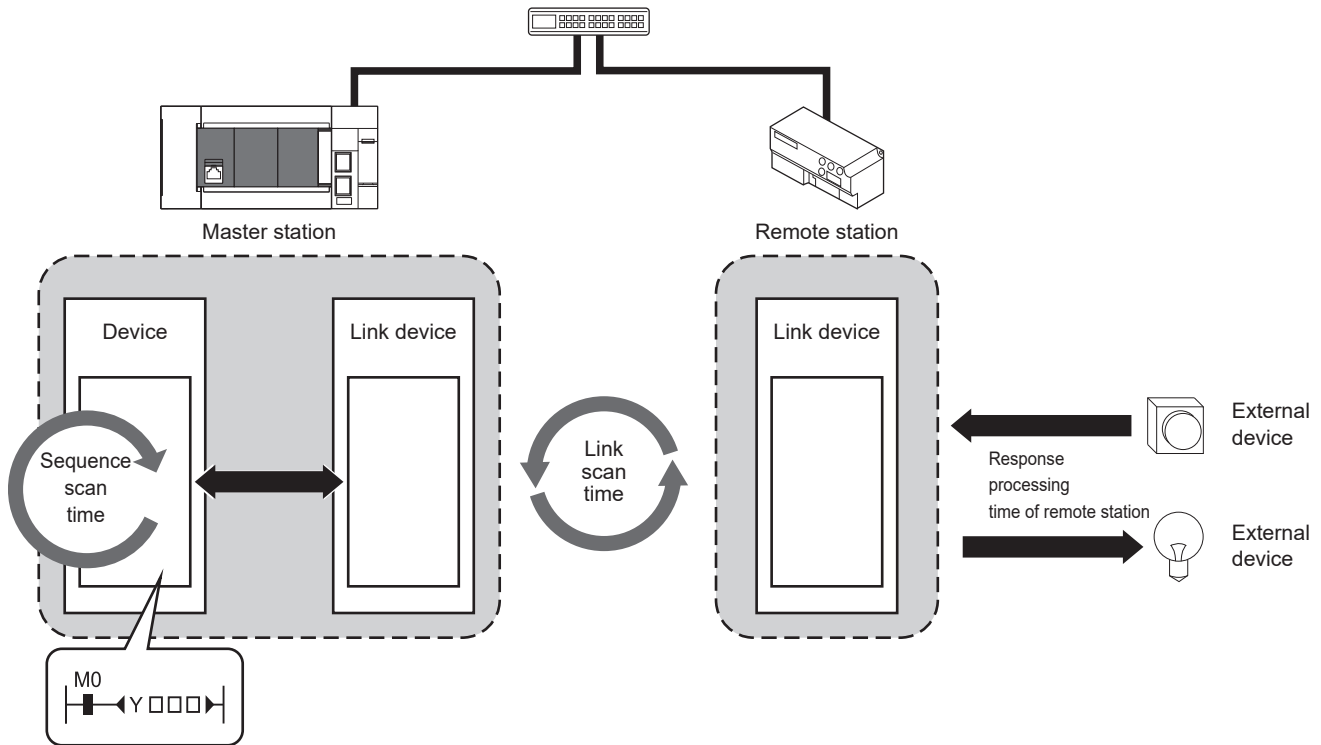 Master station
Remote station
Device
Link device
Link device
Sequence
scan
time
Link
scan
time
Response
processing
time of remote station
External
device
External
device
M0
Y □□□